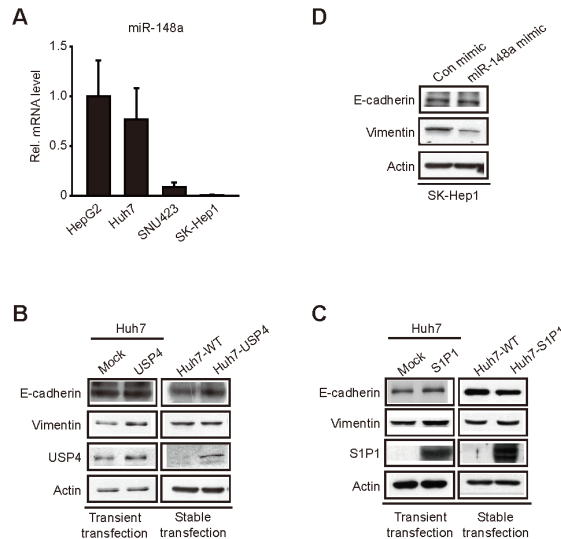 A
miR-148a
Rel. mRNA level
1.5
1.0
0.5
0
HepG2
Huh7
SNU423
SK-Hep1
D
Con mimic
miR-148a mimic
E-cadherin
Vimentin
Actin
SK-Hep1
B
Huh7
Mock
USP4
Huh7-WT
Huh7-USP4
E-cadherin
Vimentin
USP4
Actin
Transient
transfection
Stable
transfection
C
Huh7
Mock
S1P1
Huh7-WT
Huh7-S1P1
E-cadherin
Vimentin
S1P1
Actin
Transient
transfection
Stable
transfection